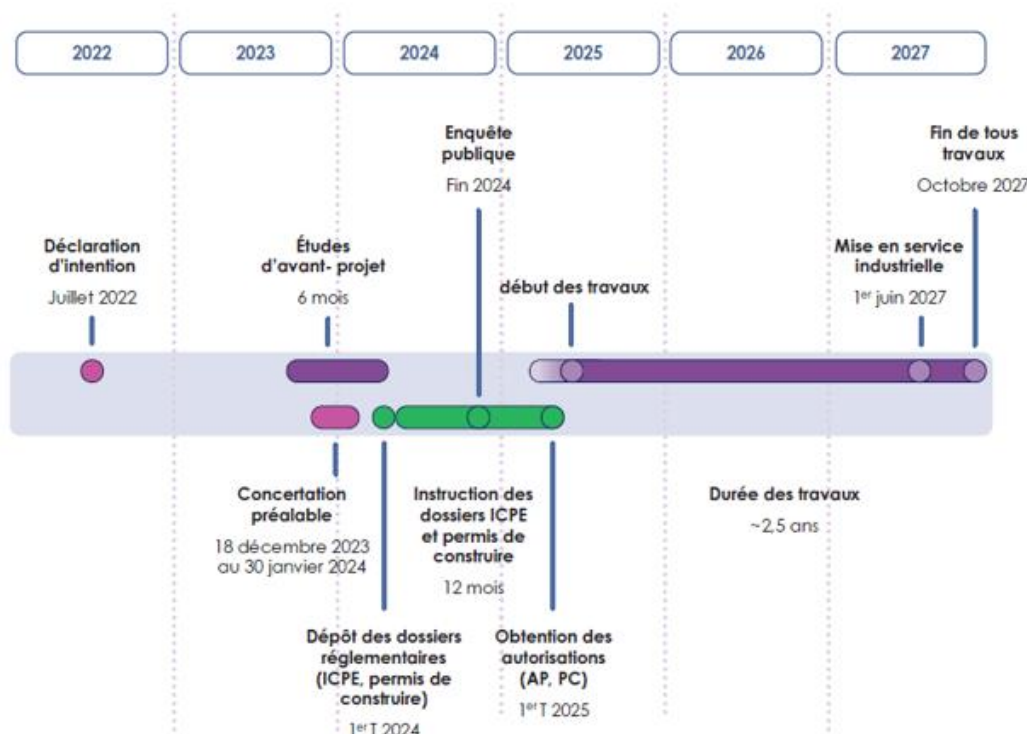 2022
2023
2024
2025
2026
2027
Enquête
publique
Fin 2024
Fin de tous
travaux
Octobre 2027
Déclaration
d'intention
Juillet 2022
Études
d'avant- projet
6 mois
début des travaux
Mise en service
industrielle
1er juin 2027
Concertation
préalable
18 décembre 2023
au 30 janvier 2024
Instruction des
dossiers ICPE
et permis de
construire
12 mois
Durée des travaux
~2,5 ans
Dépôt des dossiers
réglementaires
(ICPE, permis de
construire)
1er T 2024
Obtention des
autorisations
(AP, PC)
1er T 2025